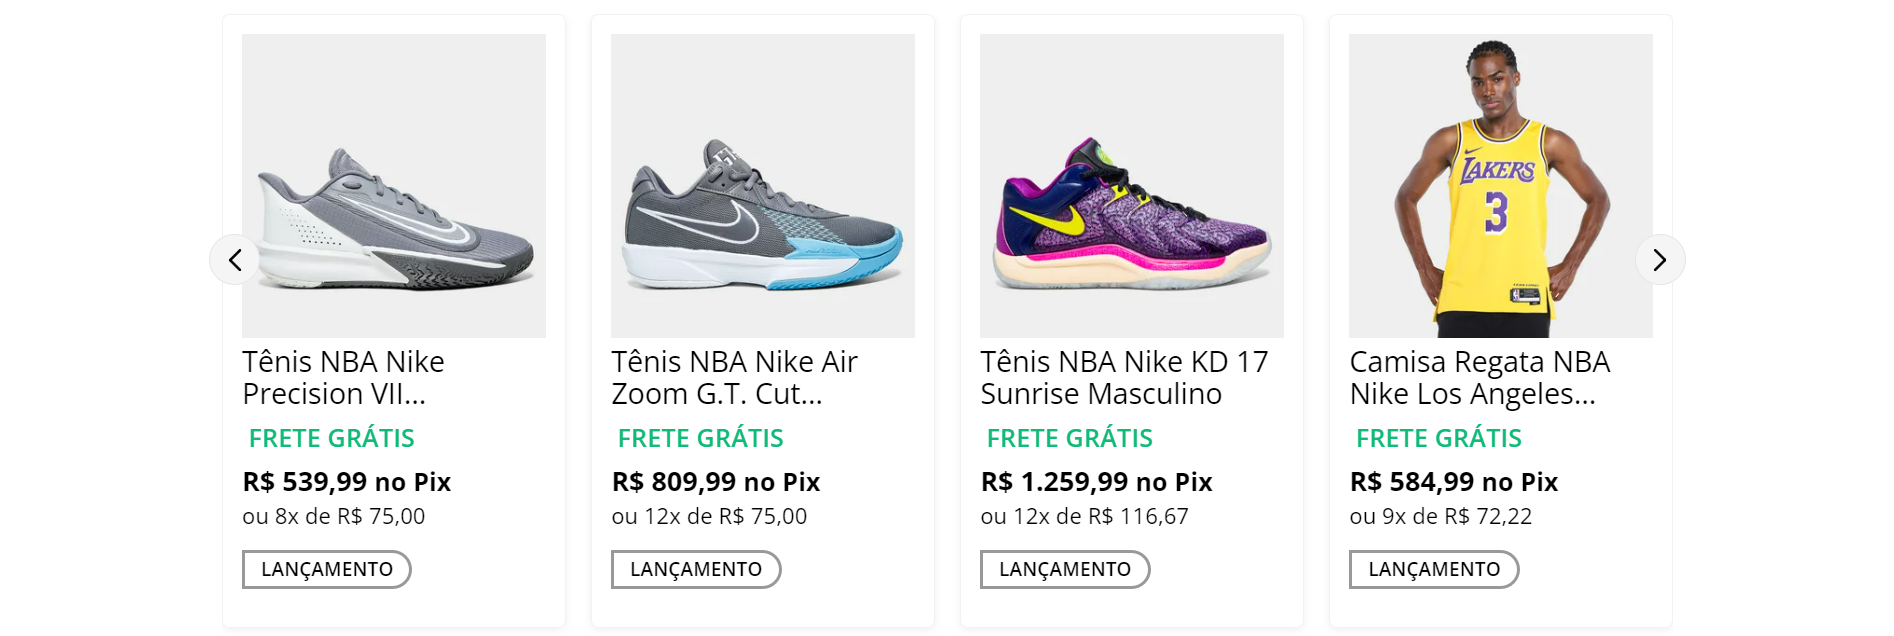 LAKERS
3
Tênis NBA Nike
Precision VII...
FRETE GRÁTIS
R$ 539,99 no Pix
ou 8x de R$ 75,00
LANÇAMENTO
Tênis NBA Nike Air
Zoom G.T. Cut...
FRETE GRÁTIS
R$ 809,99 no Pix
ou 12x de R$ 75,00
LANÇAMENTO
Tênis NBA Nike KD 17
Sunrise Masculino
FRETE GRÁTIS
R$ 1.259,99 no Pix
ou 12x de R$ 116,67
LANÇAMENTO
Camisa Regata NBA
Nike Los Angeles...
FRETE GRÁTIS
R$ 584,99 no Pix
ou 9x de R$ 72,22
LANÇAMENTO